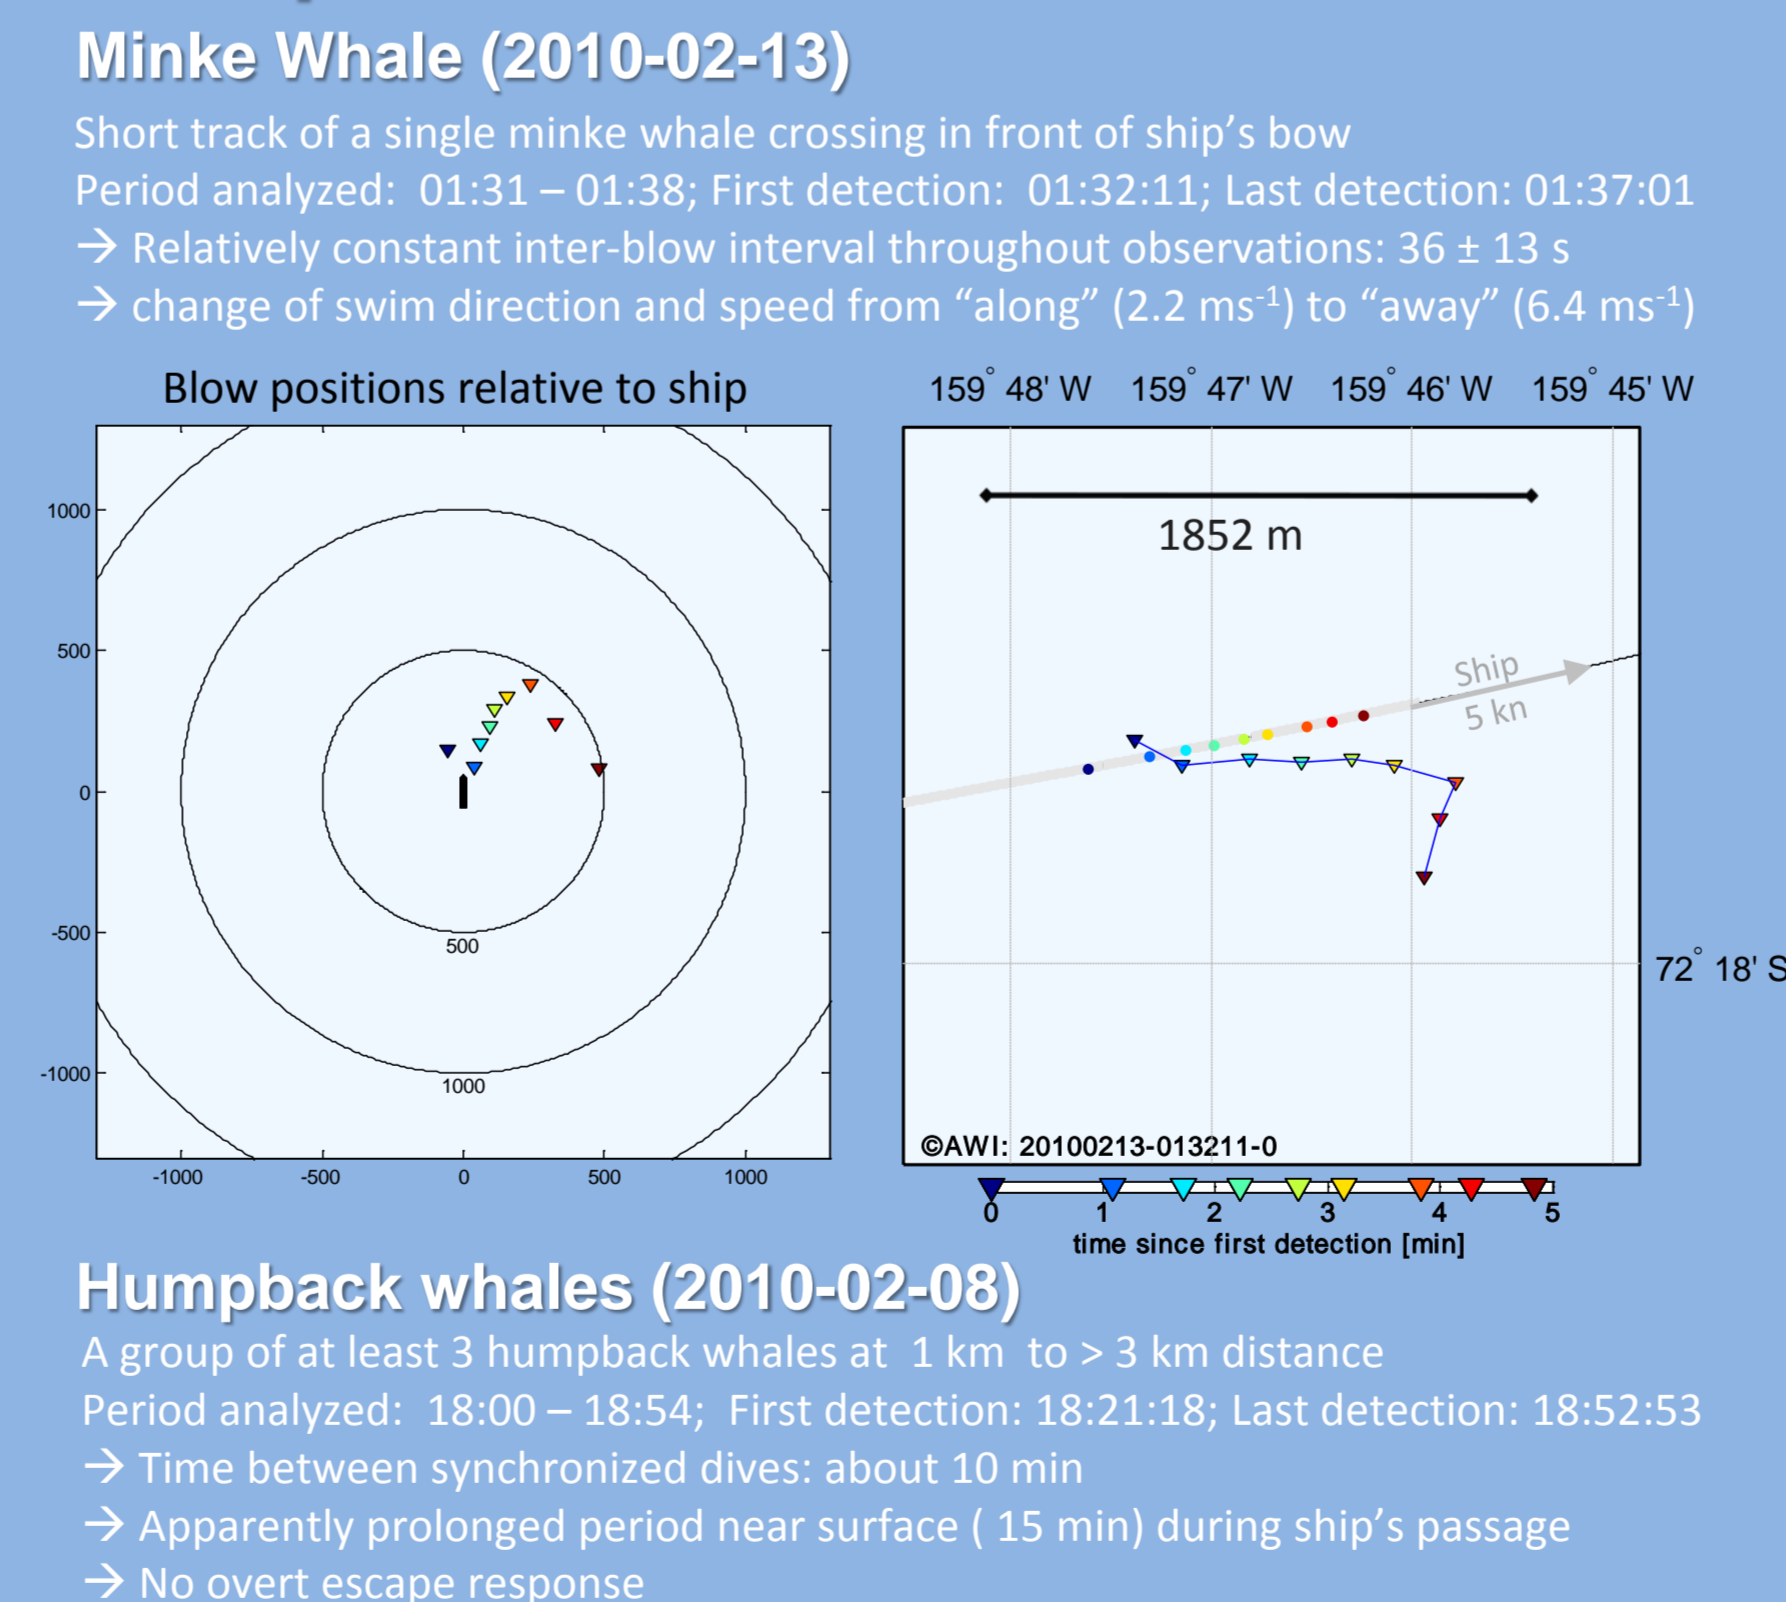 Minke Whale (2010-02-13)
Short track of a single minke whale crossing in front of ship's bow
Period analyzed: 01:31 – 01:38; First detection: 01:32:11; Last detection: 01:37:01
→ Relatively constant inter-blow interval throughout observations: 36 ± 13 s
→ change of swim direction and speed from “along” (2.2 ms-1) to “away” (6.4 ms-1)
Blow positions relative to ship
1000
500
0
-500
-1000
500
1000
-1000 -500 0 500 1000
159° 48' W 159° 47' W 159° 46' W 159° 45' W
1852 m
Ship
5 kn
72° 18' S
©AWI: 20100213-013211-0
0 1 2 3 4 5
time since first detection [min]
Humpback whales (2010-02-08)
A group of at least 3 humpback whales at 1 km to > 3 km distance
Period analyzed: 18:00 – 18:54; First detection: 18:21:18; Last detection: 18:52:53
→ Time between synchronized dives: about 10 min
→ Apparently prolonged period near surface ( 15 min) during ship's passage
→ No overt escape response